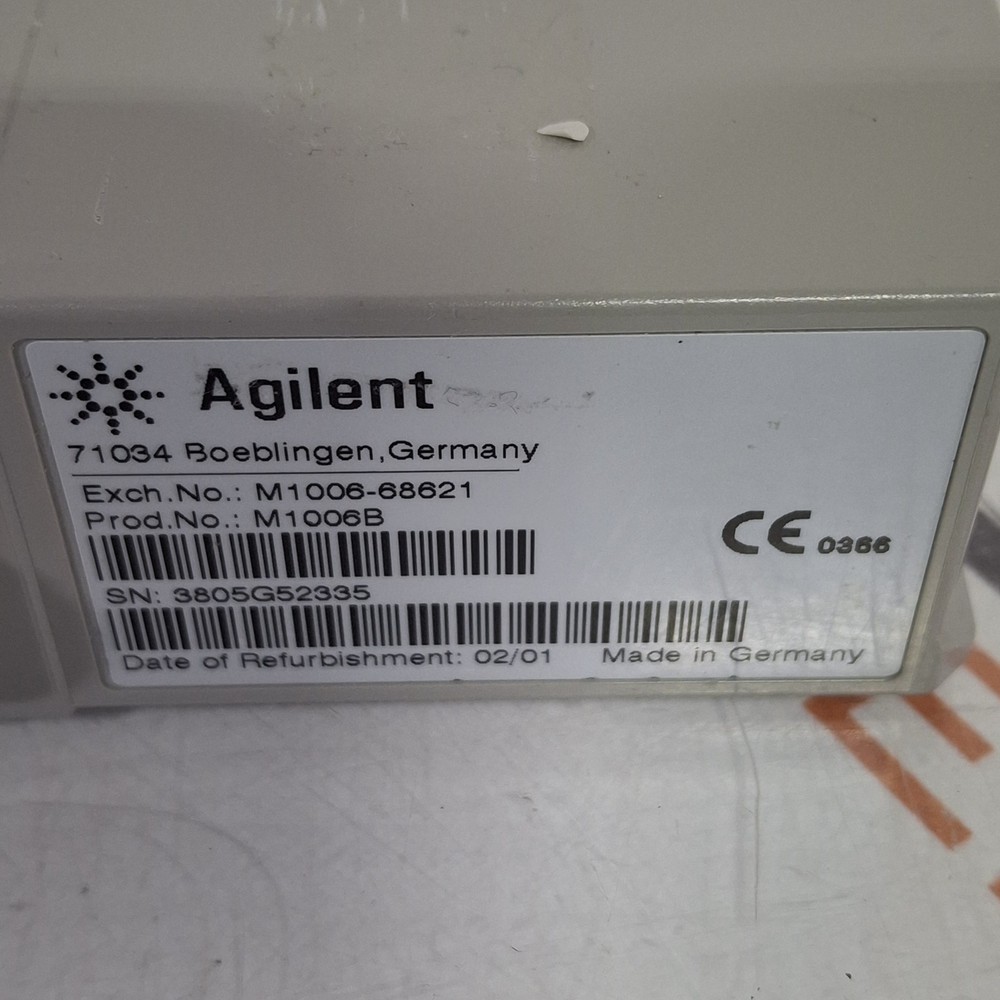 Agilent
71034 Boeblingen,Germany
Exch.No.: M1006-68621
Prod.No.: M1006B
CE 0366
SN: 3805G52335
Date of Refurbishment: 02/01 Made in Germany